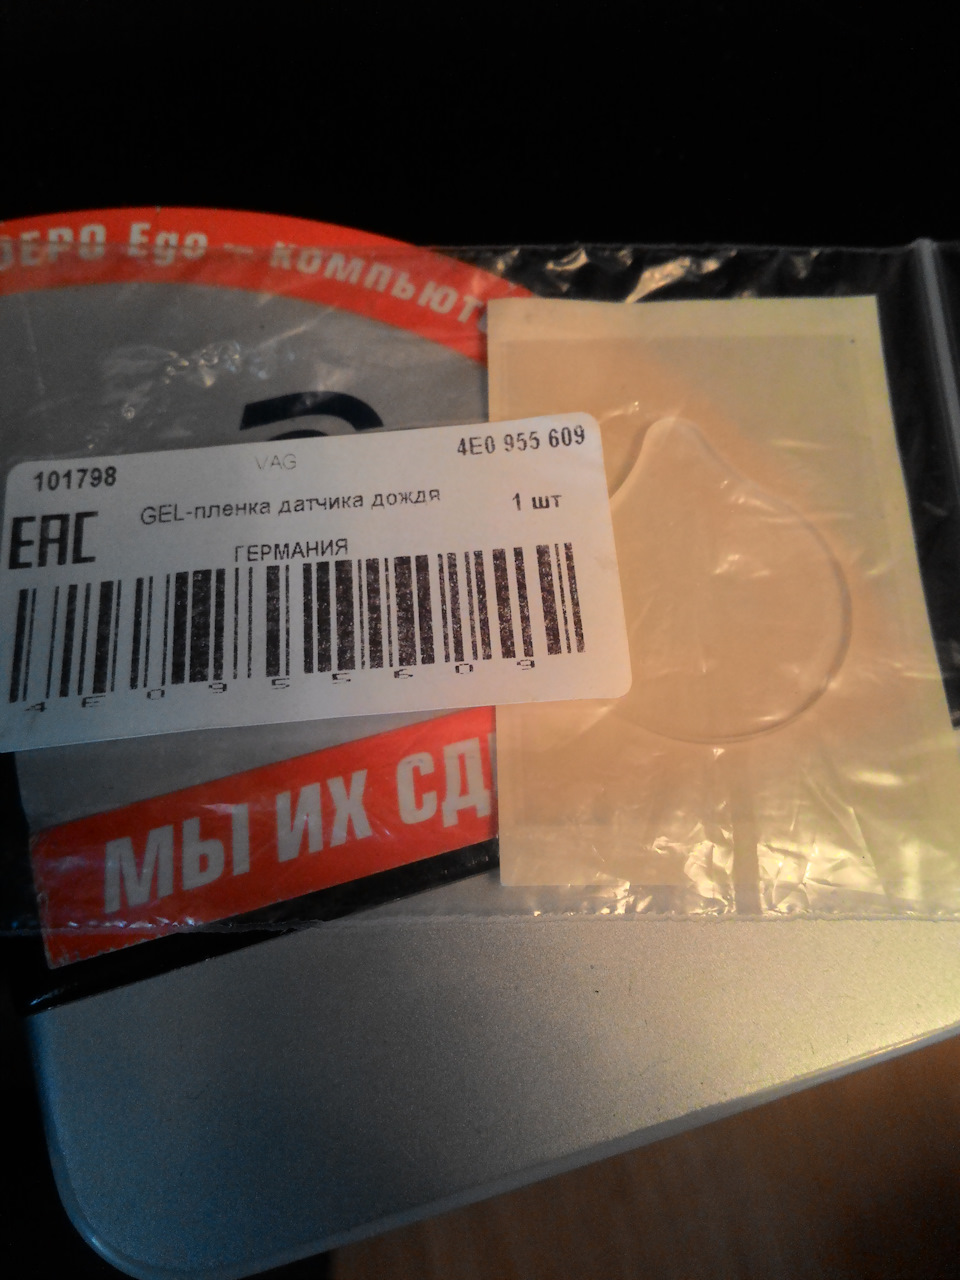 ДЕРО Ego – компьют
101798
VAG
4E0 955 609
GEL-пленка датчика дождя
1 шт
EAC
ГЕРМАНИЯ
4E0955609
МЫ ИХ СД